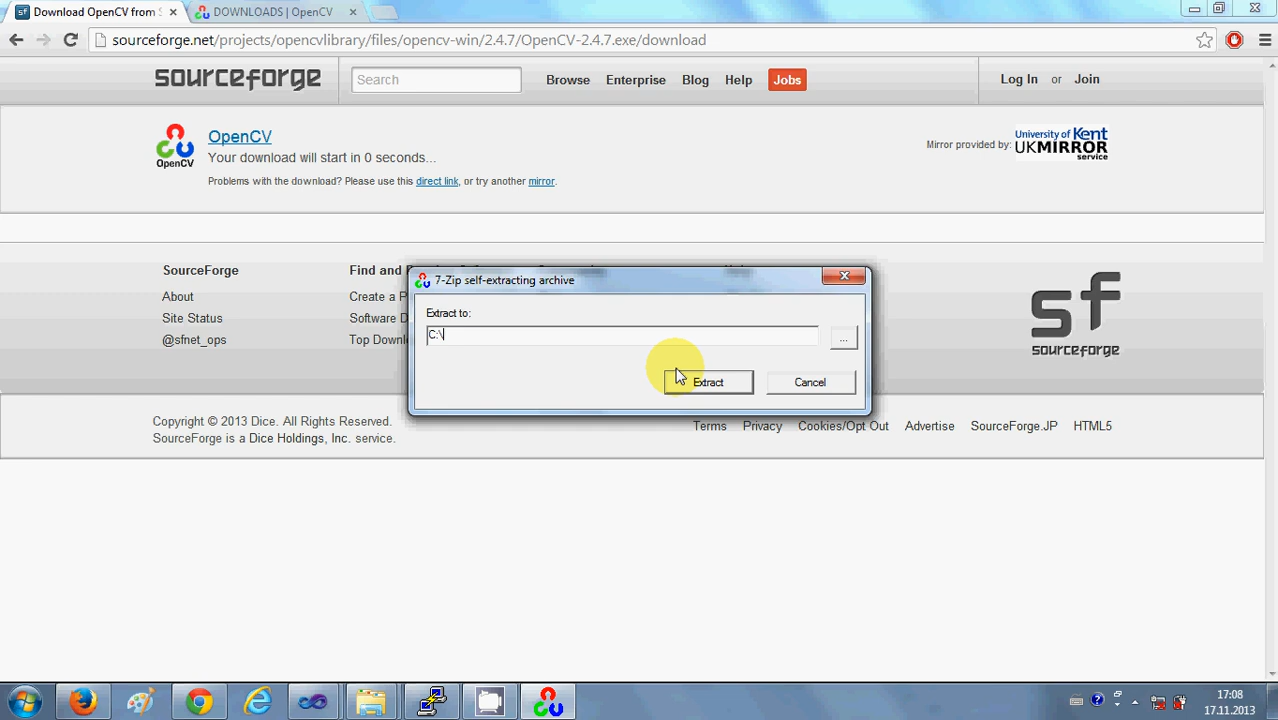 Download OpenCV from S
DOWNLOADS | OpenCV
sourceforge.net/projects/opencvlibrary/files/opencv-win/2.4.7/OpenCV-2.4.7.exe/download
sourceforge
Search
Browse
Enterprise
Blog
Help
Jobs
Log In or Join
OpenCV
OpenCV
Your download will start in 0 seconds...
Problems with the download? Please use this direct link, or try another mirror.
Mirror provided by:
University of Kent
UKMIRROR
service
SourceForge
Find and
About
Create a P
Site Status
Software D
@sfnet_ops
Top Downl
7-Zip self-extracting archive
Extract to:
C:\
...
Extract
Cancel
sf
sourceforge
Copyright © 2013 Dice. All Rights Reserved.
SourceForge is a Dice Holdings, Inc. service.
Terms
Privacy
Cookies/Opt Out
Advertise
SourceForge.JP
HTML5
17:08
17.11.2013